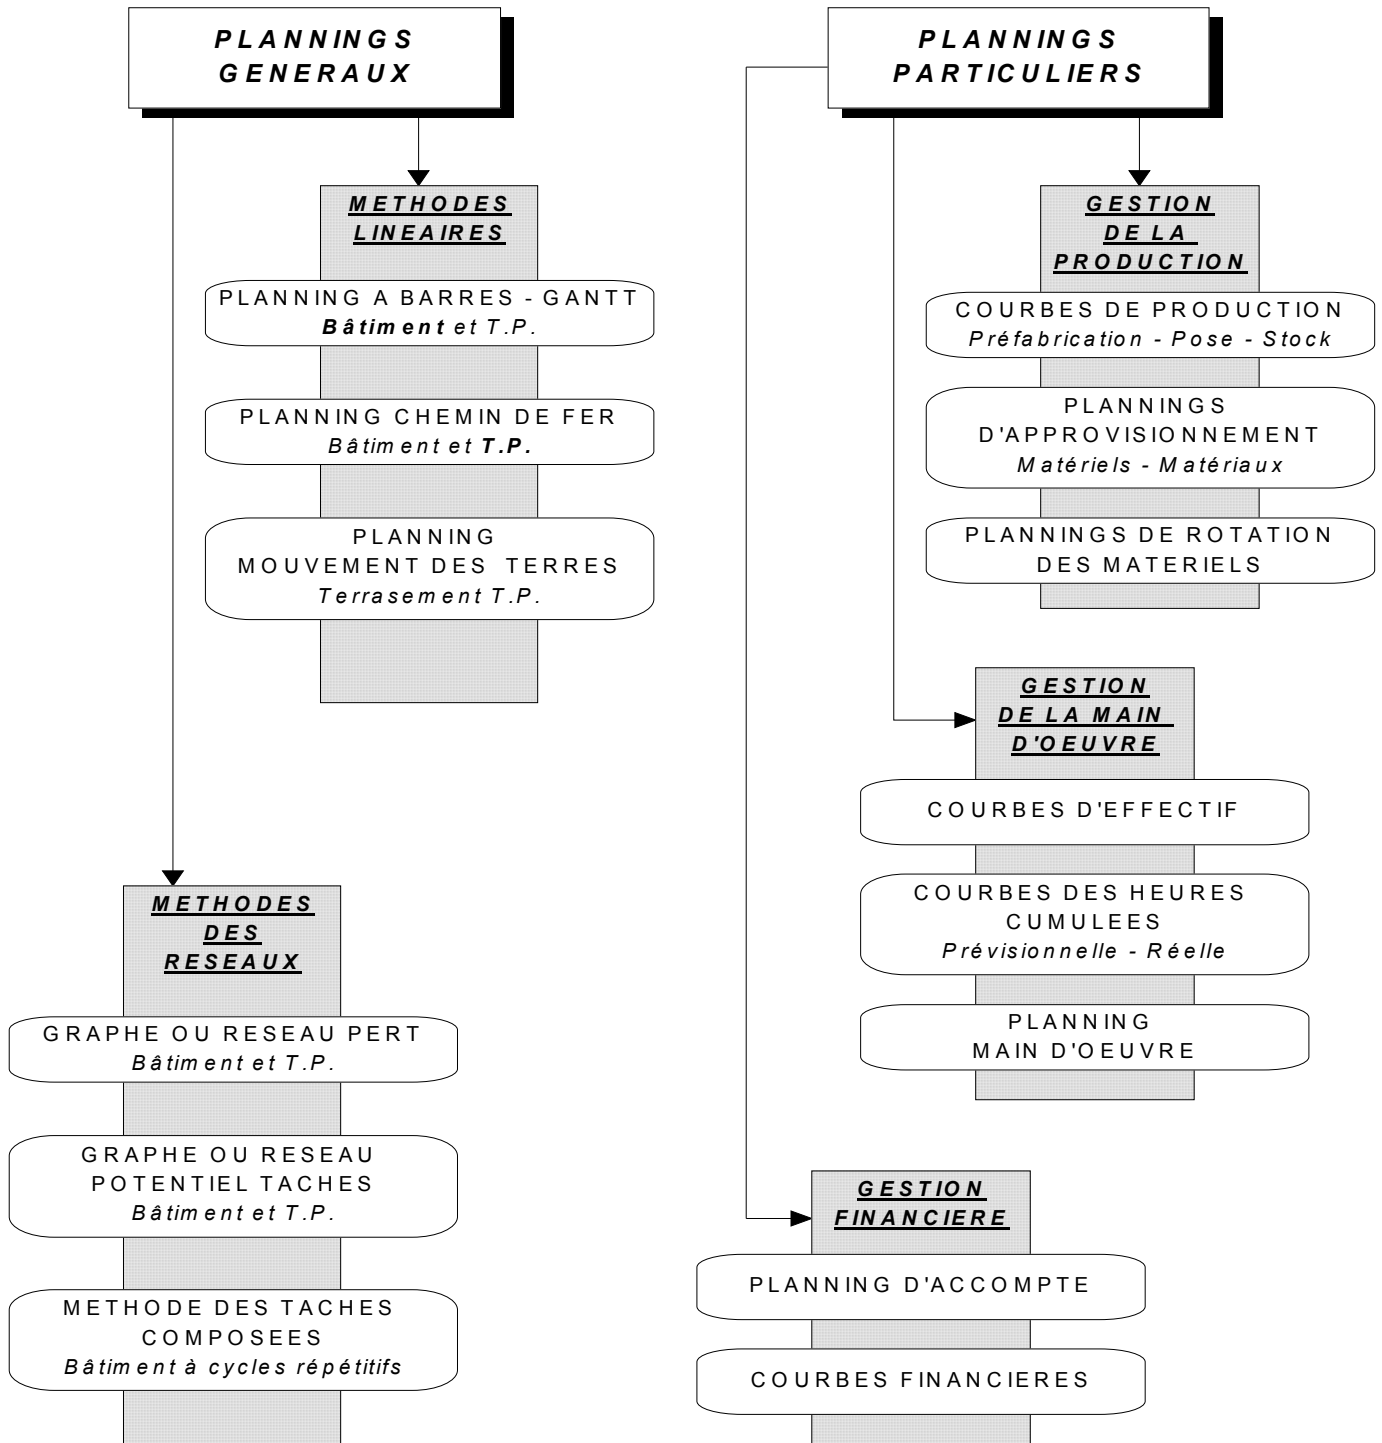 PLANNINGS
GENERAUX
METHODES
LINEAIRES
PLANNING A BARRES - GANTT
Bâtiment et T.P.
PLANNING CHEMIN DE FER
Bâtiment et T.P.
PLANNING
MOUVEMENT DES TERRES
Terrasement T.P.
METHODES
DES
RESEAUX
GRAPHE OU RESEAU PERT
Bâtiment et T.P.
GRAPHE OU RESEAU
POTENTIEL TACHES
Bâtiment et T.P.
METHODE DES TACHES
COMPOSEES
Bâtiment à cycles répétitifs
PLANNINGS
PARTICULIERS
GESTION
DE LA
PRODUCTION
COURBES DE PRODUCTION
Préfabrication - Pose - Stock
PLANNINGS
D'APPROVISIONNEMENT
Matériels - Matériaux
PLANNINGS DE ROTATION
DES MATERIELS
GESTION
DE LA MAIN
D'OEUVRE
COURBES D'EFFECTIF
COURBES DES HEURES
CUMULEES
Prévisionnelle - Réelle
PLANNING
MAIN D'OEUVRE
GESTION
FINANCIERE
PLANNING D'ACCOMPTE
COURBES FINANCIERES